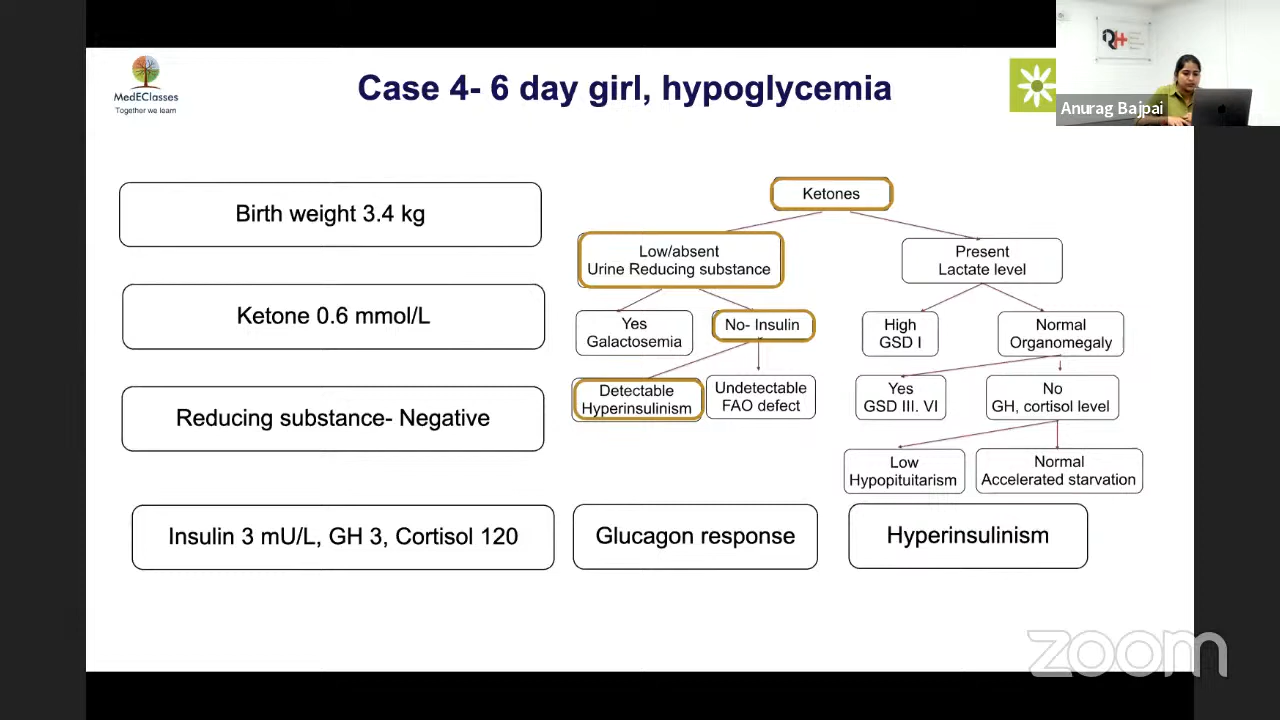 MedEClasses
Together we learn
Case 4- 6 day girl, hypoglycemia
Anurag Bajpai
Birth weight 3.4 kg
Ketone 0.6 mmol/L
Reducing substance- Negative
Insulin 3 mU/L, GH 3, Cortisol 120
Glucagon response
Hyperinsulinism
Ketones
Low/absent
Urine Reducing substance
Present
Lactate level
Yes
Galactosemia
No- Insulin
High
GSD I
Normal
Organomegaly
Detectable
Hyperinsulinism
Undetectable
FAO defect
Yes
GSD III. VI
No
GH, cortisol level
Low
Hypopituitarism
Normal
Accelerated starvation
zoom